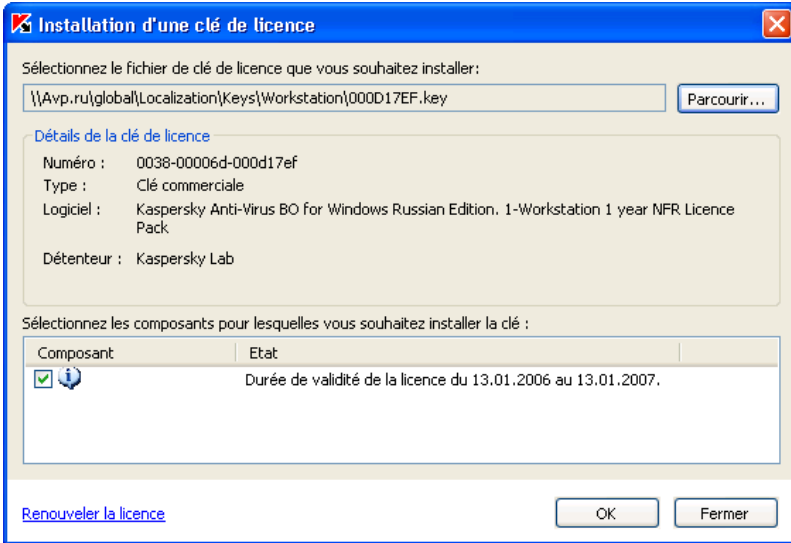 Installation d'une clé de licence
Sélectionnez le fichier de clé de licence que vous souhaitez installer:
\\Avp.ru\global\Localization\Keys\Workstation\000D17EF.key
Parcourir...
Détails de la clé de licence
Numéro : 0038-00006d-000d17ef
Type : Clé commerciale
Logiciel : Kaspersky Anti-Virus BO for Windows Russian Edition. 1-Workstation 1 year NFR Licence
Pack
Détenteur : Kaspersky Lab
Sélectionnez les composants pour lesquelles vous souhaitez installer la clé :
Composant Etat
Durée de validité de la licence du 13.01.2006 au 13.01.2007.
Renouveler la licence
OK
Fermer